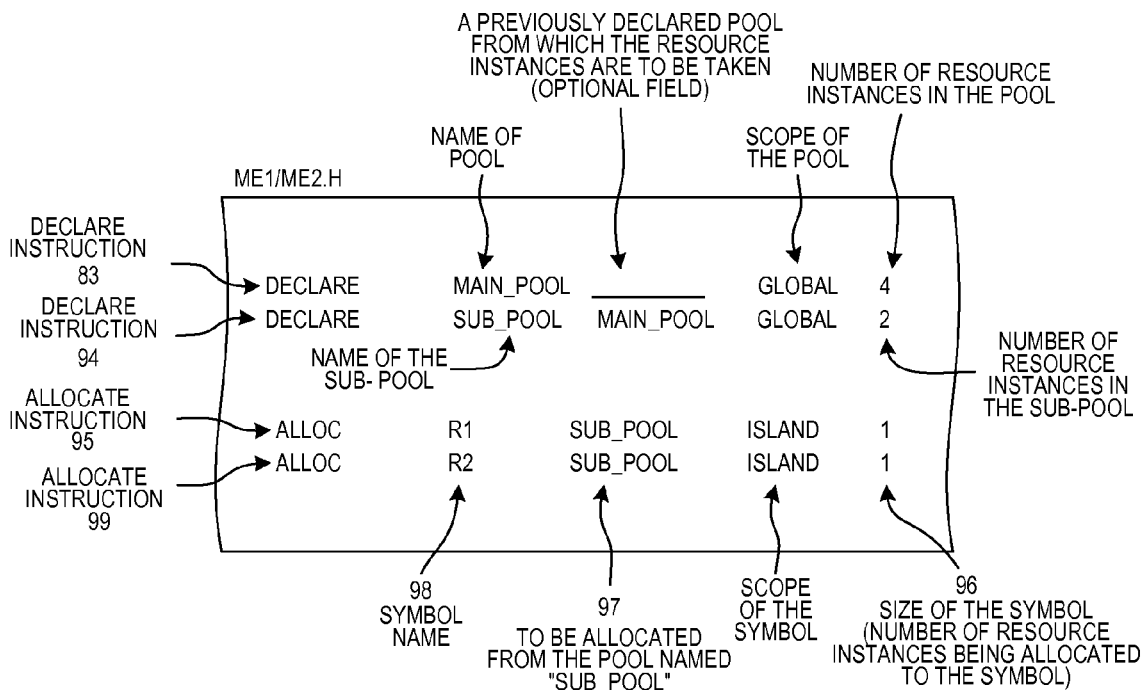 A PREVIOUSLY DECLARED POOL
FROM WHICH THE RESOURCE
INSTANCES ARE TO BE TAKEN
(OPTIONAL FIELD)
NUMBER OF RESOURCE
INSTANCES IN THE POOL
NAME OF
POOL
SCOPE OF
THE POOL
ME1/ME2.H
DECLARE
INSTRUCTION
83
DECLARE MAIN_POOL GLOBAL 4
DECLARE
INSTRUCTION
94
DECLARE SUB_POOL MAIN_POOL GLOBAL 2
NAME OF THE
SUB- POOL
NUMBER OF
RESOURCE
INSTANCES IN
THE SUB-POOL
ALLOCATE
INSTRUCTION
95
ALLOC R1 SUB_POOL ISLAND 1
ALLOCATE
INSTRUCTION
99
ALLOC R2 SUB_POOL ISLAND 1
98
SYMBOL
NAME
97
TO BE ALLOCATED
FROM THE POOL NAMED
"SUB_POOL"
SCOPE
OF THE
SYMBOL
96
SIZE OF THE SYMBOL
(NUMBER OF RESOURCE
INSTANCES BEING ALLOCATED
TO THE SYMBOL)